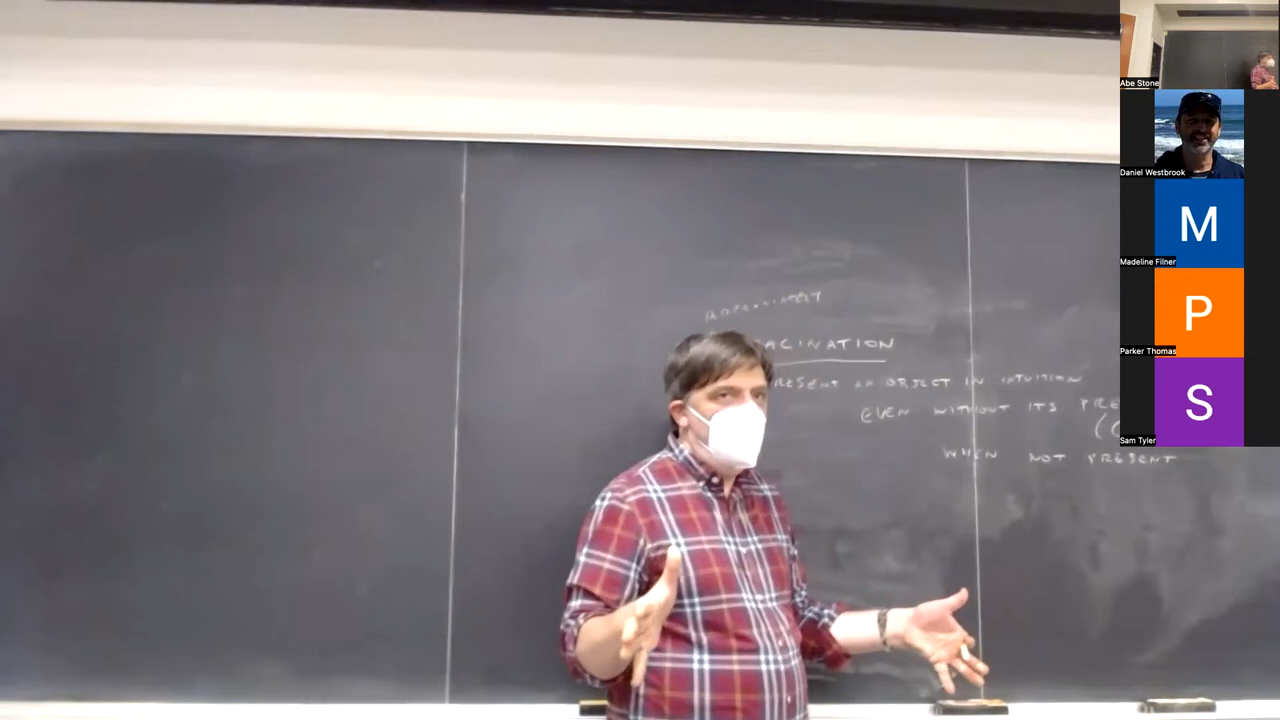 ACINATION
RESENT AN OBJECT IN INTUITION
EVEN WITHOUT ITS PRE
(
WHEN NOT PRESENT
Abe Stone
Daniel Westbrook
M
Madeline Filner
P
Parker Thomas
S
Sam Tyler